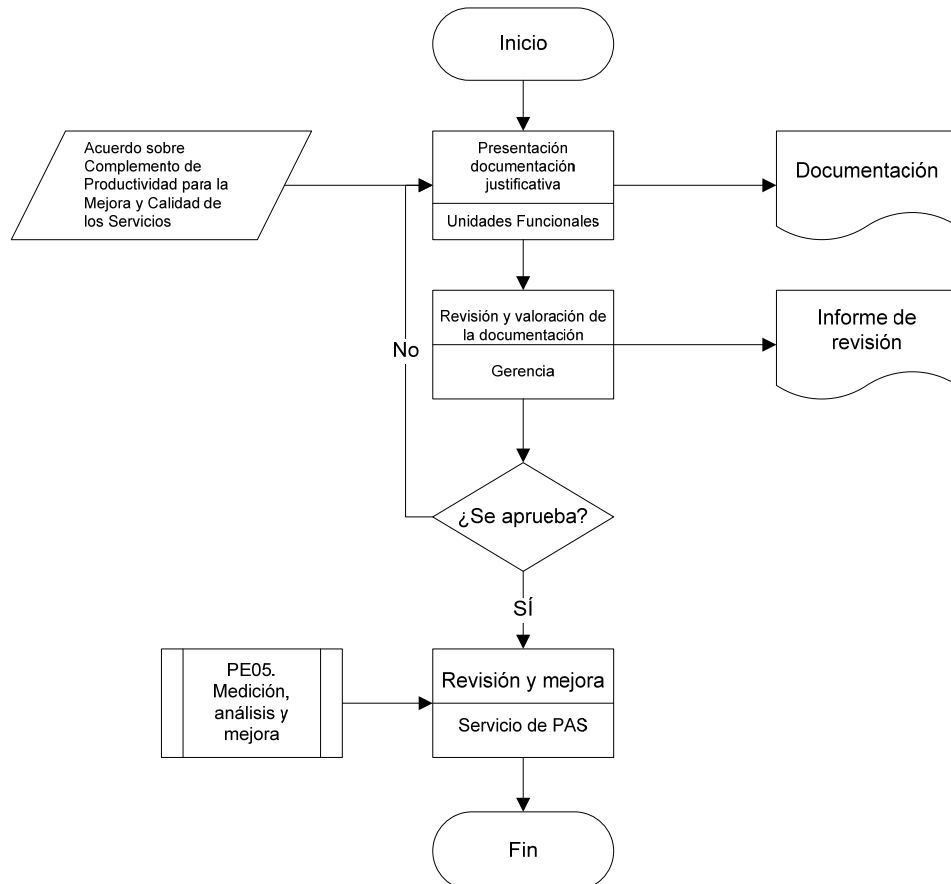 Inicio
Acuerdo sobre
Complemento de
Productividad para la
Mejora y Calidad de
los Servicios
Presentación
documentación
justificativa
Unidades Funcionales
Documentación
Revisión y valoración de
la documentación
Gerencia
Informe de
revisión
No
¿Se aprueba?
SÍ
PE05.
Medición,
análisis y
mejora
Revisión y mejora
Servicio de PAS
Fin